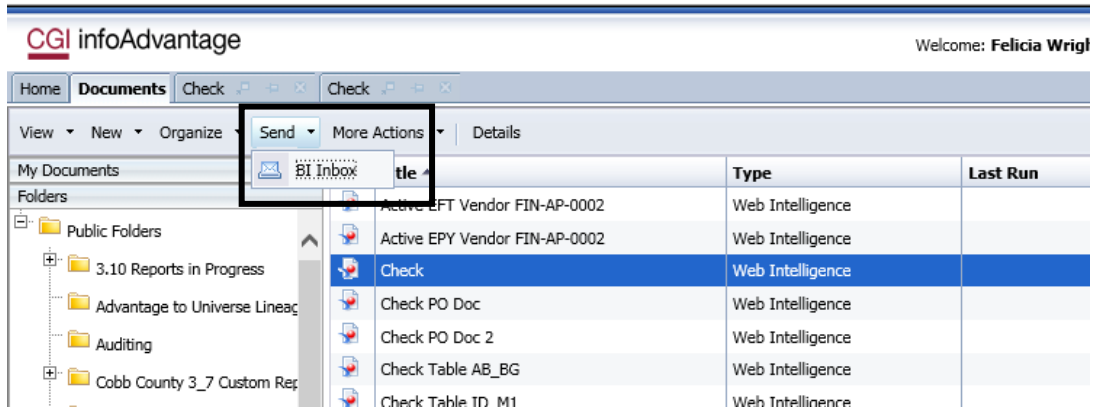 CGI infoAdvantage
Welcome: Felicia Wrigh
Home Documents Check Check
View New Organize Send More Actions Details
BI Inbox
My Documents
Folders
Public Folders
3.10 Reports in Progress
Advantage to Universe Lineag
Auditing
Cobb County 3_7 Custom Rep
tle Type Last Run
Active EFT Vendor FIN-AP-0002 Web Intelligence
Active EPY Vendor FIN-AP-0002 Web Intelligence
Check Web Intelligence
Check PO Doc Web Intelligence
Check PO Doc 2 Web Intelligence
Check Table AB_BG Web Intelligence
Check Table ID_M1 Web Intelligence